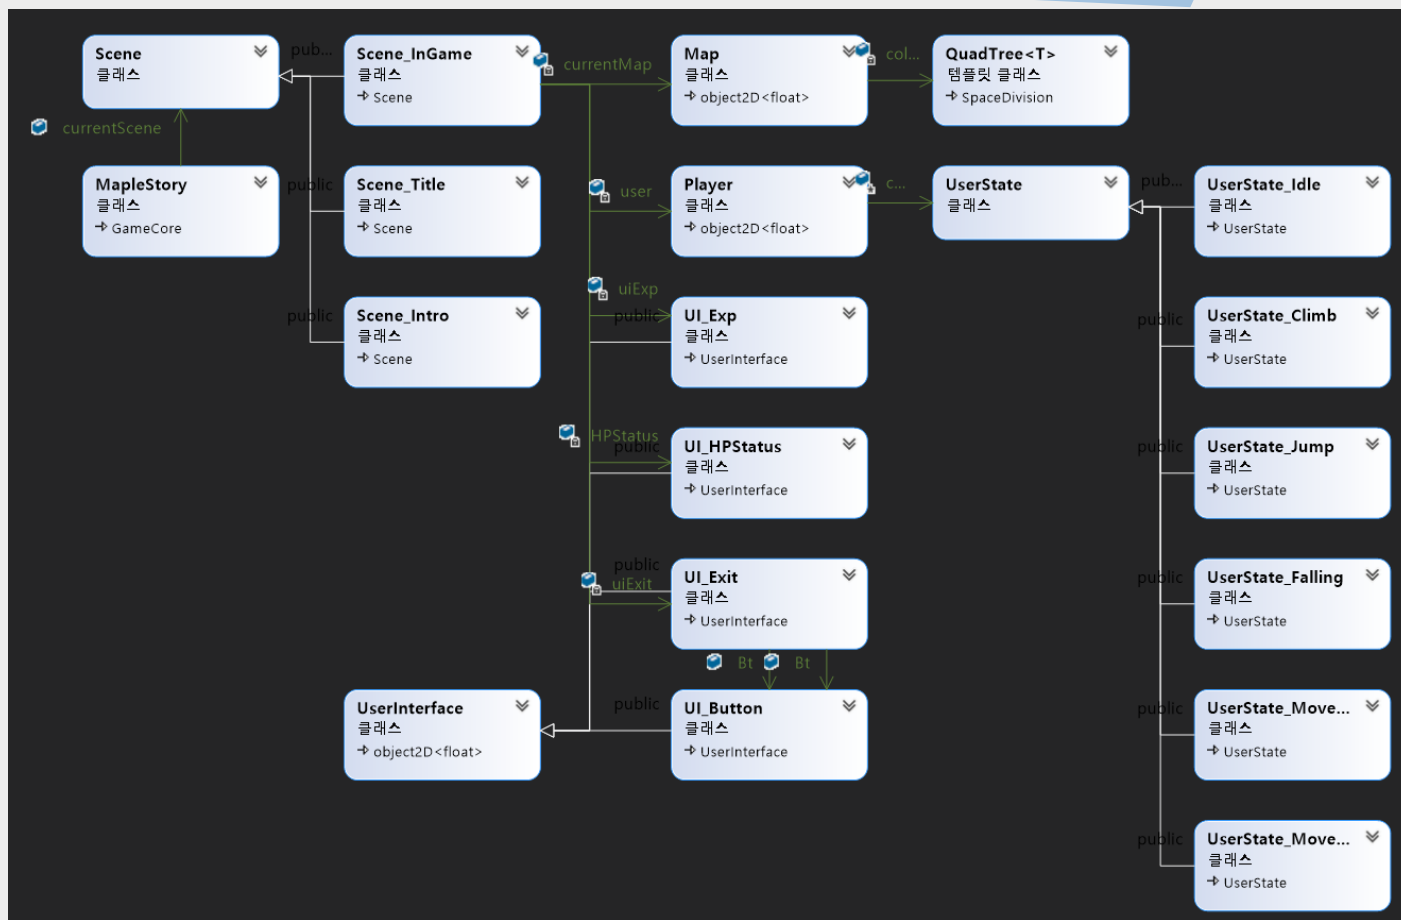 Scene
클래스
pub...
Scene_InGame
클래스
Scene
currentMap
Map
클래스
object2D<float>
col...
QuadTree<T>
템플릿 클래스
SpaceDivision
currentScene
MapleStory
클래스
GameCore
public
Scene_Title
클래스
Scene
user
Player
클래스
object2D<float>
c...
UserState
클래스
pub...
UserState_Idle
클래스
UserState
public
Scene_Intro
클래스
Scene
uiExp
public
UI_Exp
클래스
UserInterface
public
UserState_Climb
클래스
UserState
HPStatus
public
UI_HPStatus
클래스
UserInterface
public
UserState_Jump
클래스
UserState
public
uiExit
UI_Exit
클래스
UserInterface
public
UserState_Falling
클래스
UserState
Bt
Bt
UserInterface
클래스
object2D<float>
public
UI_Button
클래스
UserInterface
public
UserState_Move...
클래스
UserState
public
UserState_Move...
클래스
UserState